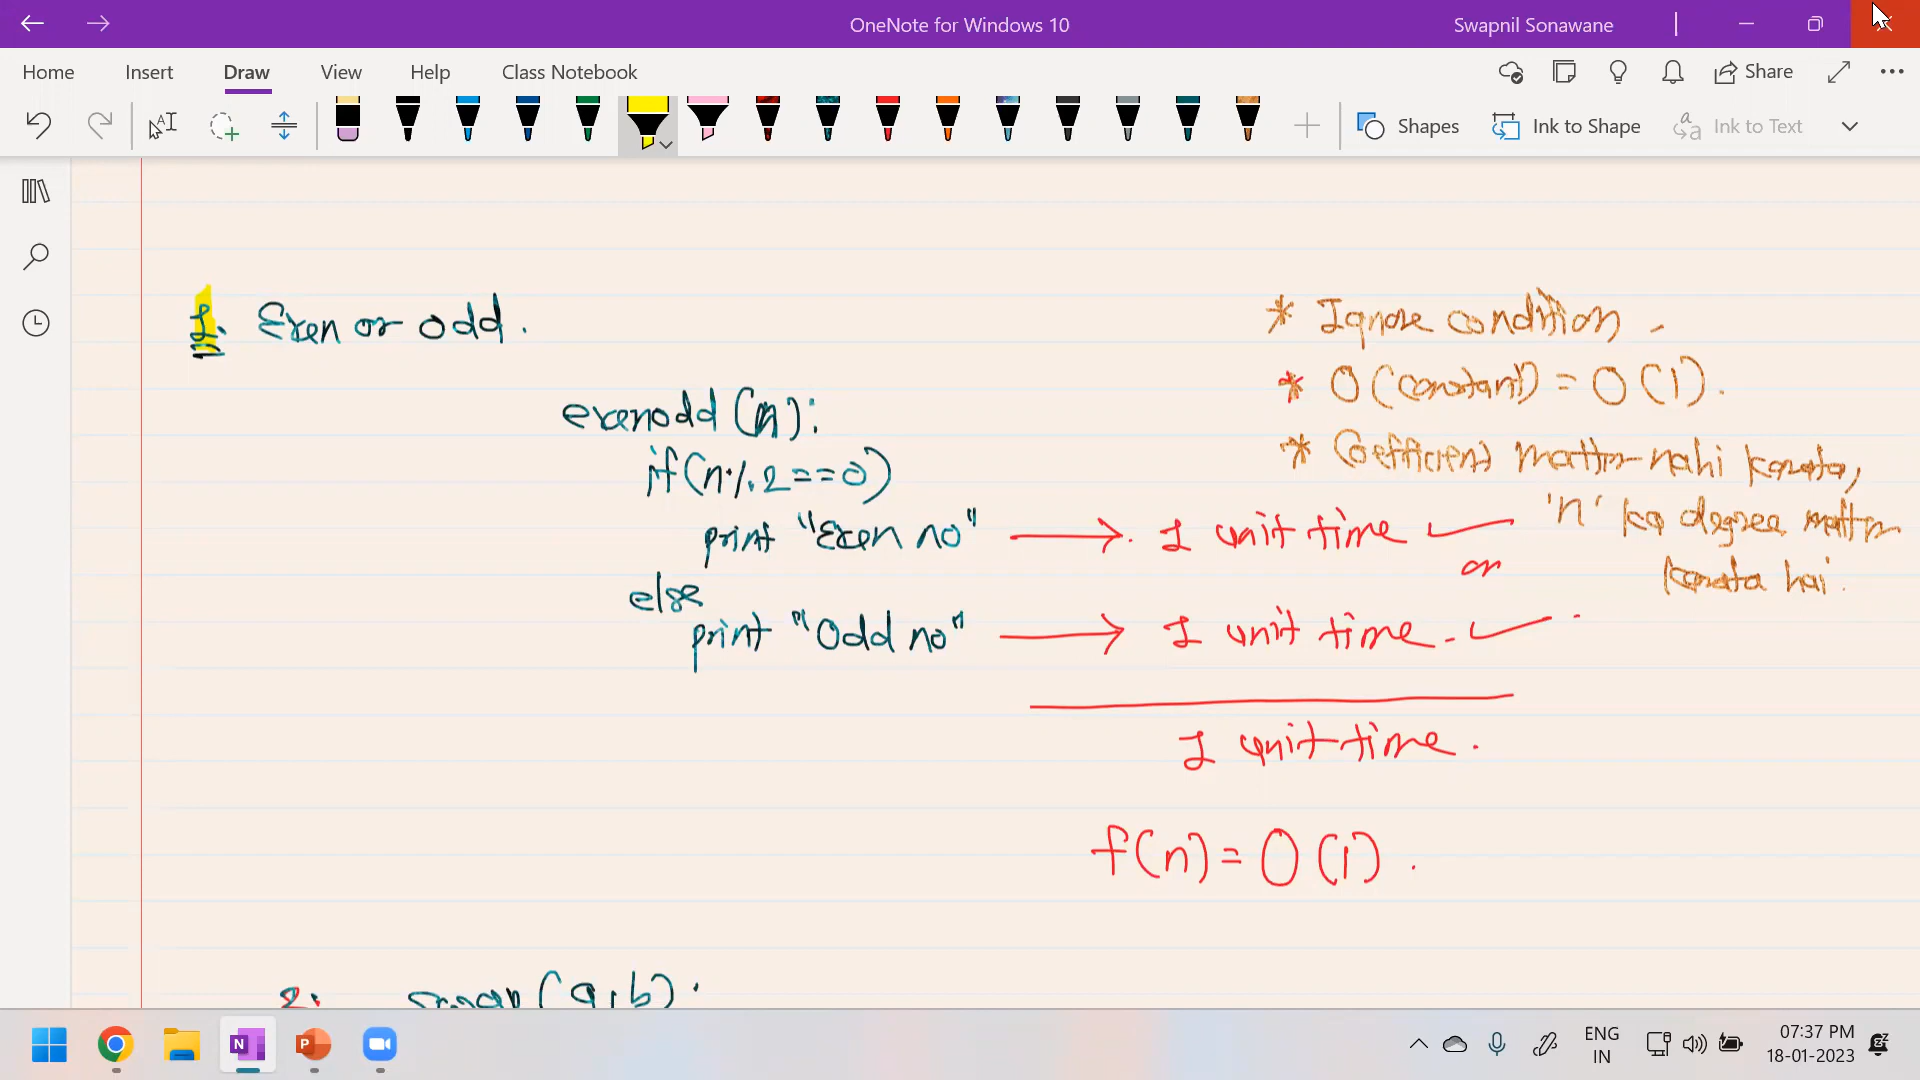 OneNote for Windows 10
Swapnil Sonawane
Home Insert Draw View Help Class Notebook
Share
Shapes Ink to Shape Ink to Text
1. Even or odd.
* Ignore condition.
* O(constant) = O(1).
* Coefficient matter nahi karata,
'n' ka degree matter
karata hai.
evenodd(n):
if(n%2==0)
print "Even no" → 1 unit time
or
else
print "Odd no" → 1 unit time.
1 unit time.
f(n) = O(1).
2. swap(a,b):
ENG
IN
07:37 PM
18-01-2023